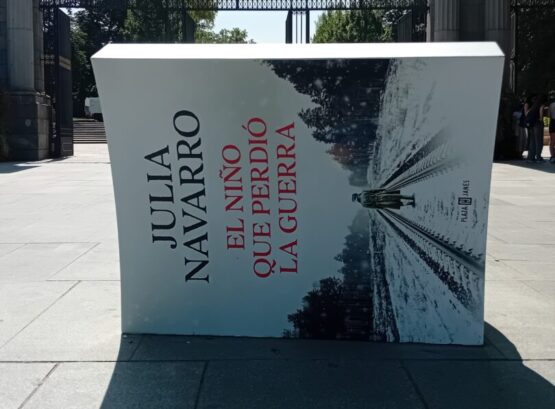 JULIA
NAVARRO
EL NIÑO
QUE PERDIÓ
LA GUERRA
PLAZA JANÉS